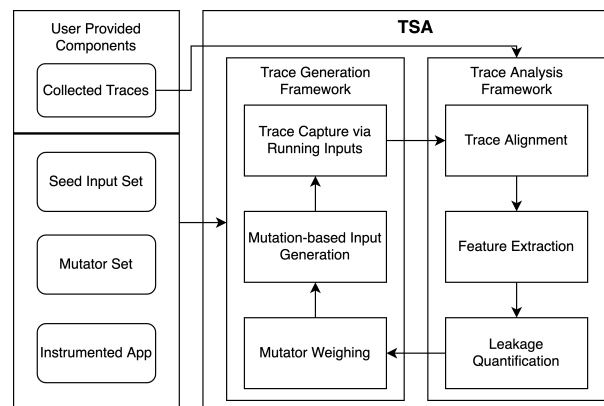 User Provided
Components
Collected Traces
Seed Input Set
Mutator Set
Instrumented App
TSA
Trace Generation
Framework
Trace Capture via
Running Inputs
Mutation-based Input
Generation
Mutator Weighing
Trace Analysis
Framework
Trace Alignment
Feature Extraction
Leakage
Quantification